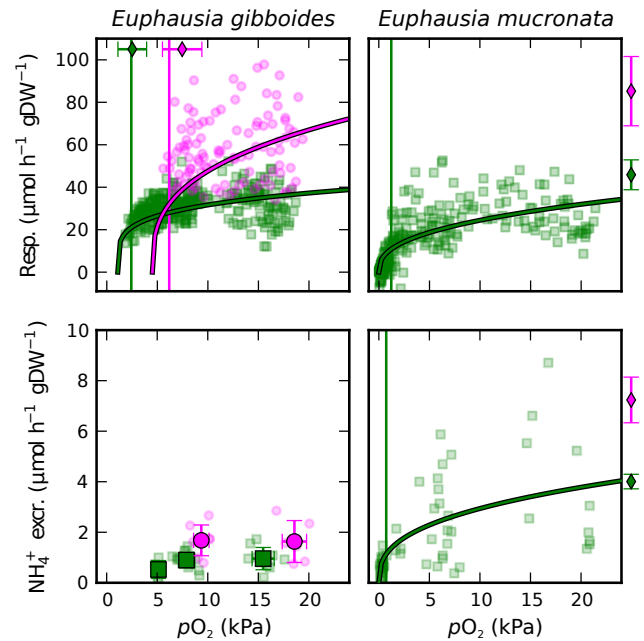 Euphausia gibboides Euphausia mucronata
Resp. (μmol h⁻¹ gDW⁻¹)
100
80
60
40
20
0
NH₄⁺ excr. (μmol h⁻¹ gDW⁻¹)
10
8
6
4
2
0
0 5 10 15 20 0 5 10 15 20
pO₂ (kPa) pO₂ (kPa)